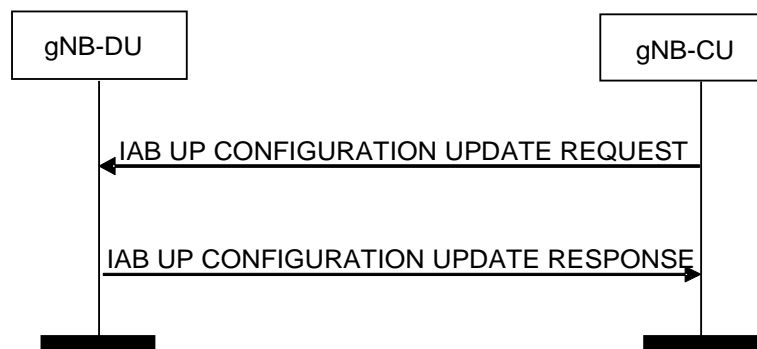 gNB-DU
gNB-CU
IAB UP CONFIGURATION UPDATE REQUEST
IAB UP CONFIGURATION UPDATE RESPONSE